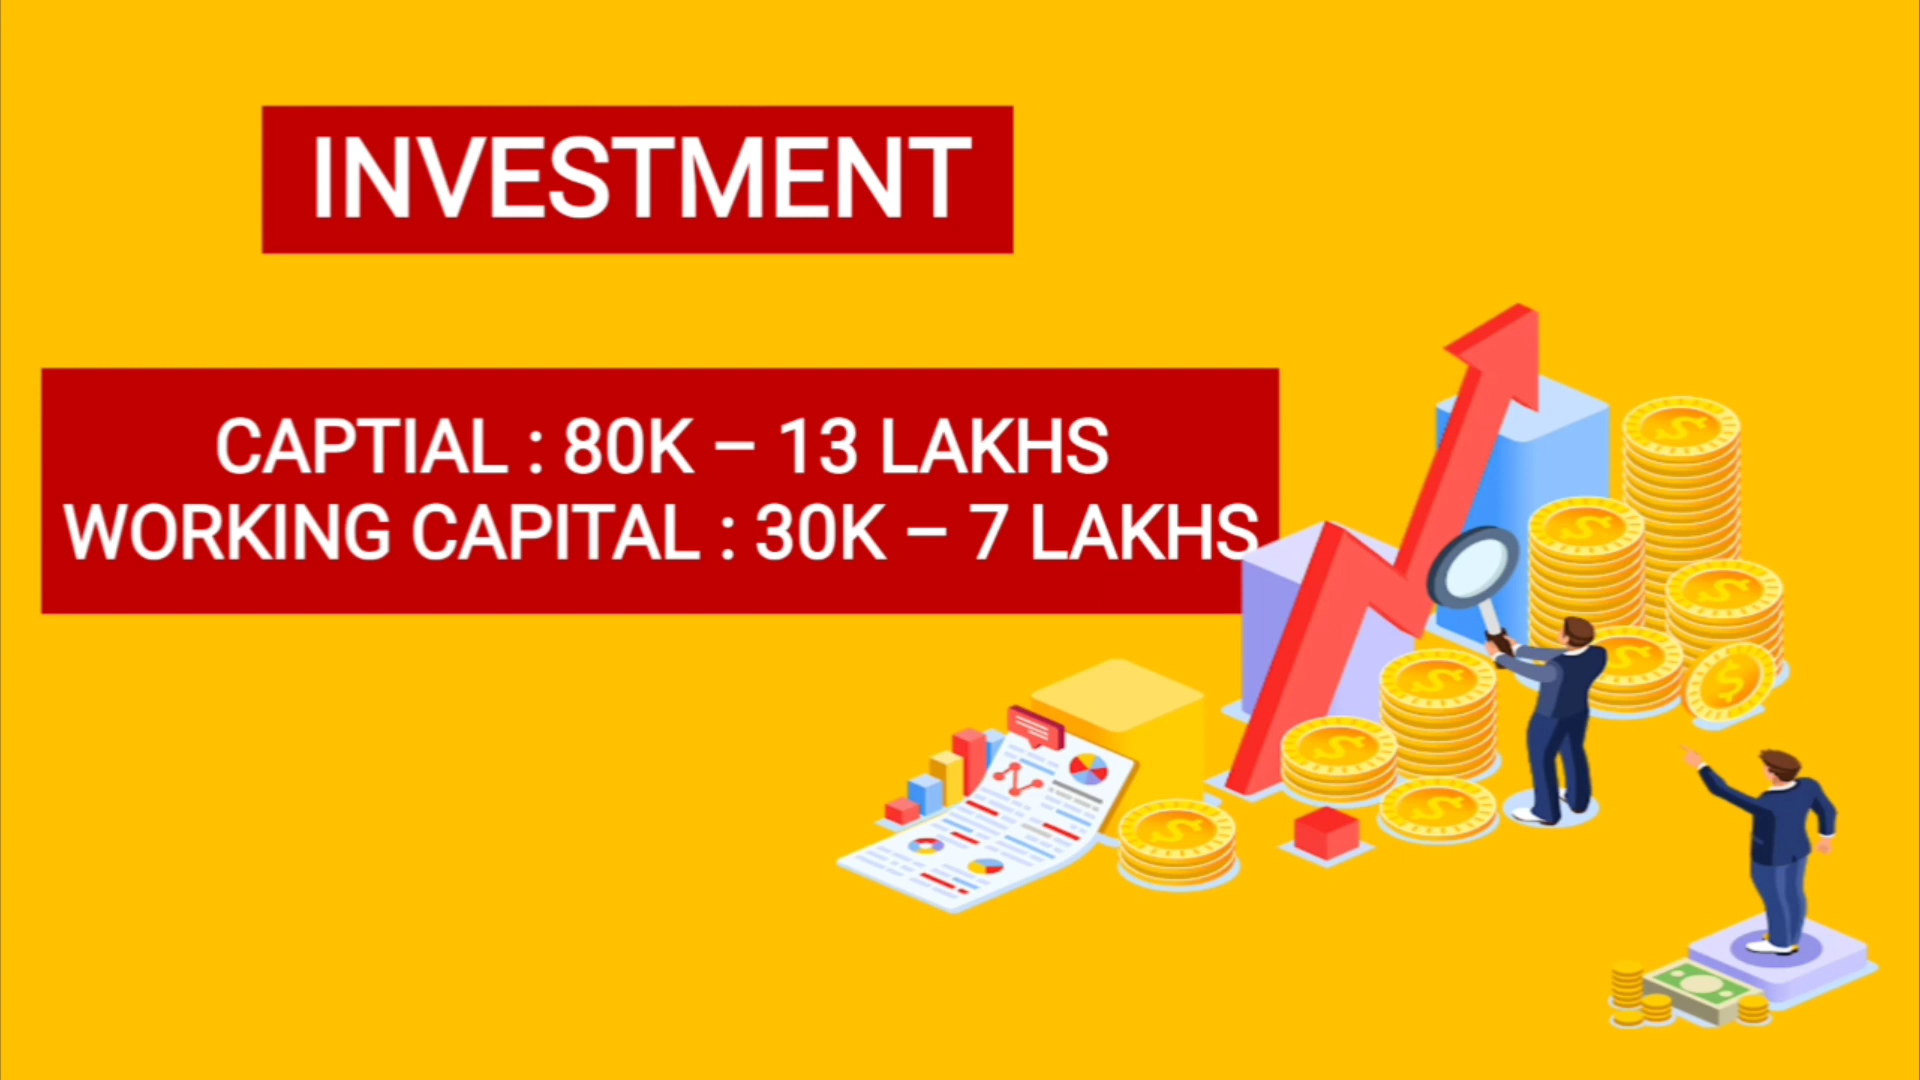 INVESTMENT
CAPTIAL : 80K – 13 LAKHS
WORKING CAPITAL : 30K – 7 LAKHS